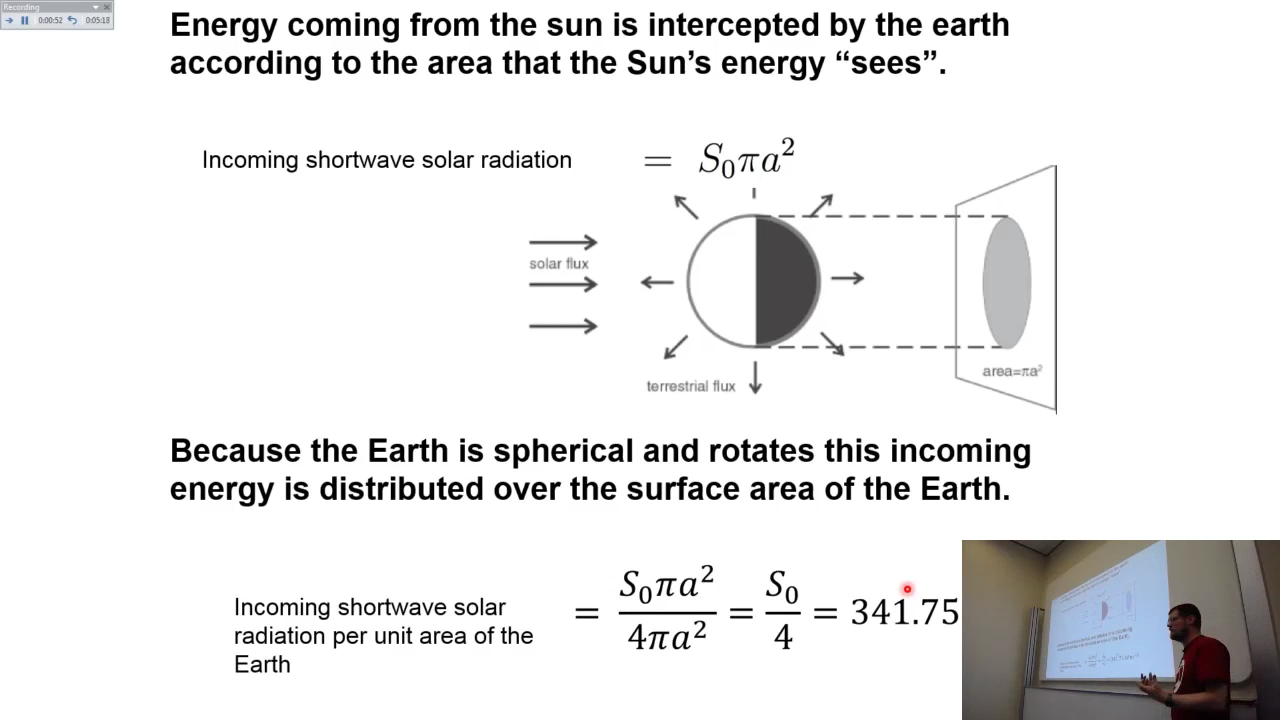 Recording
0:00:52
0:05:18
Energy coming from the sun is intercepted by the earth
according to the area that the Sun’s energy “sees”.
Incoming shortwave solar radiation = S₀πa²
solar flux
terrestrial flux
area=πa²
Because the Earth is spherical and rotates this incoming
energy is distributed over the surface area of the Earth.
Incoming shortwave solar
radiation per unit area of the
Earth
= S₀πa² / 4πa² = S₀ / 4 = 341.75